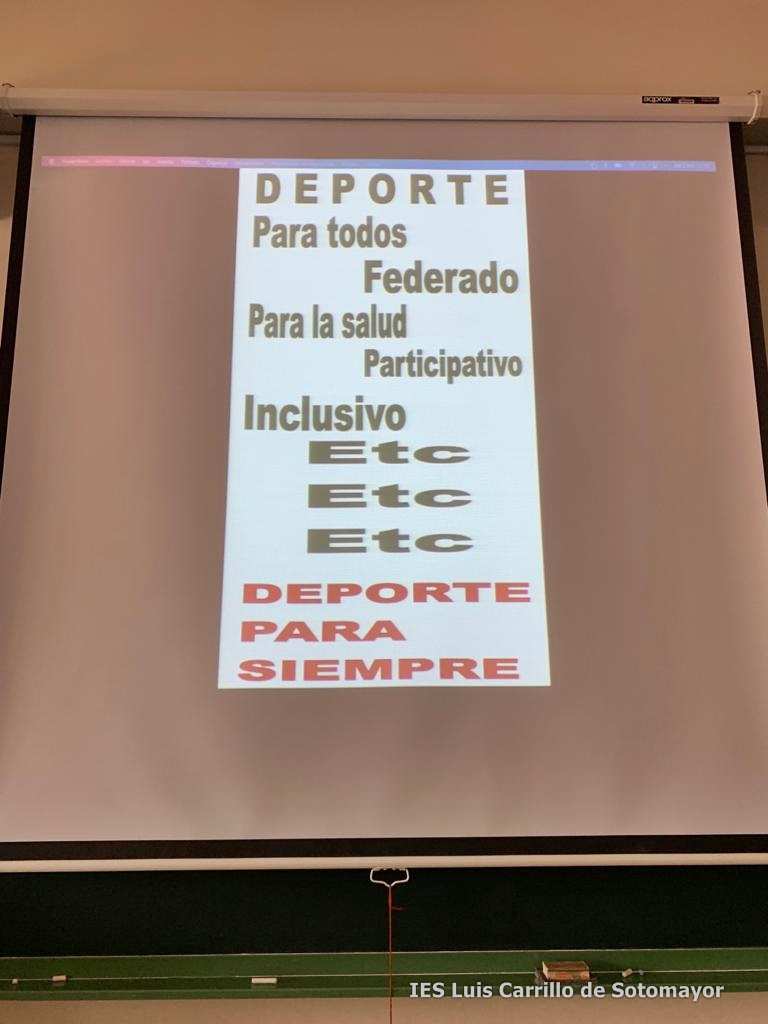 aqprox
DEPORTE
Para todos
Federado
Para la salud
Participativo
Inclusivo
Etc
Etc
Etc
DEPORTE
PARA
SIEMPRE
IES Luis Carrillo de Sotomayor